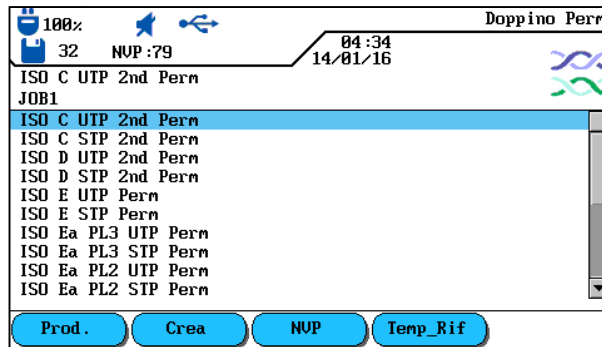 100%
Doppino Perm
32 NVP:79
04:34
14/01/16
ISO C UTP 2nd Perm
JOB1
ISO C UTP 2nd Perm
ISO C STP 2nd Perm
ISO D UTP 2nd Perm
ISO D STP 2nd Perm
ISO E UTP Perm
ISO E STP Perm
ISO Ea PL3 UTP Perm
ISO Ea PL3 STP Perm
ISO Ea PL2 UTP Perm
ISO Ea PL2 STP Perm
Prod. Crea NVP Temp_Rif